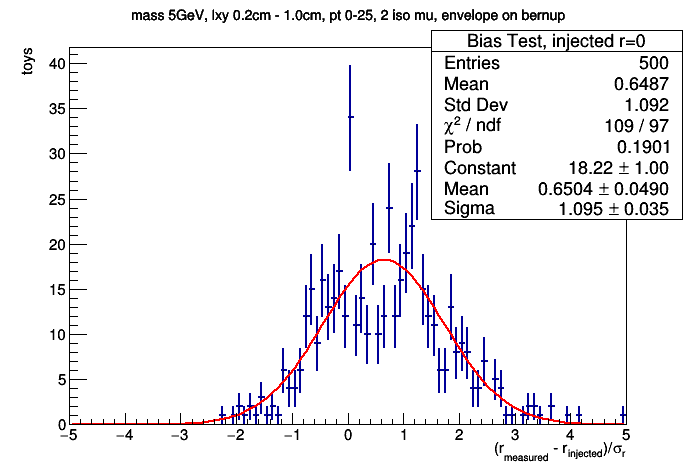 mass 5GeV, lxy 0.2cm - 1.0cm, pt 0-25, 2 iso mu, envelope on bernup
Bias Test, injected r=0
Entries 500
Mean 0.6487
Std Dev 1.092
χ² / ndf 109 / 97
Prob 0.1901
Constant 18.22 ± 1.00
Mean 0.6504 ± 0.0490
Sigma 1.095 ± 0.035
toys
40
35
30
25
20
15
10
5
0
−5 −4 −3 −2 −1 0 1 2 3 4 5
(r_measured - r_injected)/σ_r